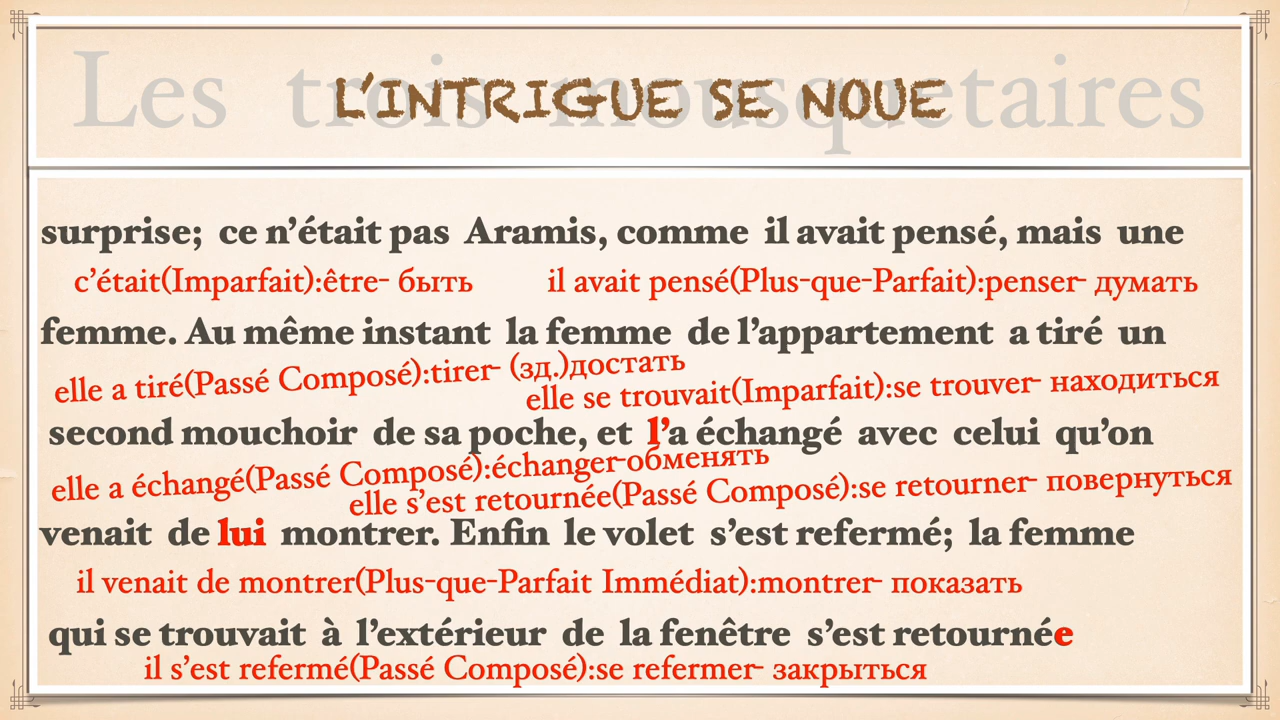 Les trois mousquetaires
L'INTRIGUE SE NOUE
surprise; ce n'était pas Aramis, comme il avait pensé, mais une
c'était(Imparfait):être- быть il avait pensé(Plus-que-Parfait):penser- думать
femme. Au même instant la femme de l'appartement a tiré un
elle a tiré(Passé Composé):tirer- (зд.)достать
elle se trouvait(Imparfait):se trouver- находиться
second mouchoir de sa poche, et l'a échangé avec celui qu'on
elle a échangé(Passé Composé):échanger-обменять
elle s'est retournée(Passé Composé):se retourner- повернуться
venait de lui montrer. Enfin le volet s'est refermé; la femme
il venait de montrer(Plus-que-Parfait Immédiat):montrer- показать
qui se trouvait à l'extérieur de la fenêtre s'est retournée
il s'est refermé(Passé Composé):se refermer- закрыться